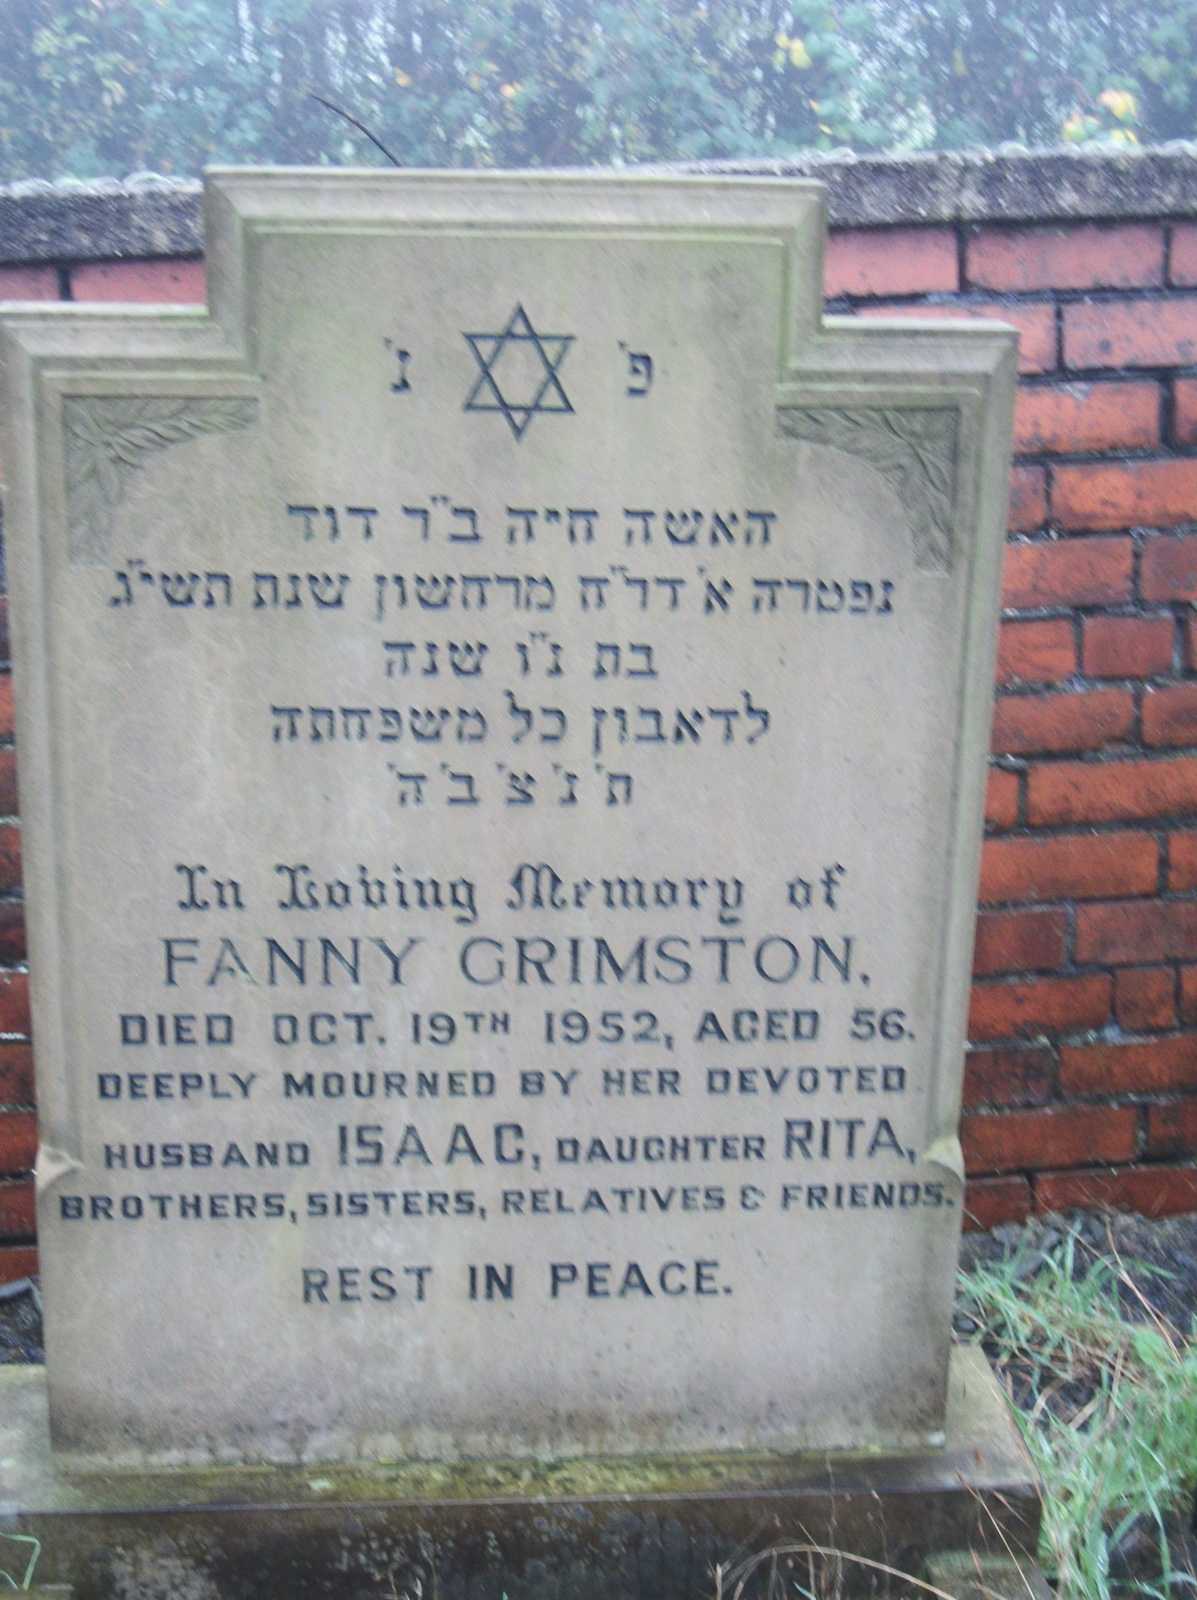 פ' נ'
האשה חיה ב"ר דוד
נפטרה א' דר"ח מרחשון שנת תשי"ג
בת נ"ו שנה
לדאבון כל משפחתה
ת' נ' צ' ב' ה'
In Loving Memory of
FANNY GRIMSTON.
DIED OCT. 19TH 1952, AGED 56.
DEEPLY MOURNED BY HER DEVOTED
HUSBAND ISAAC, DAUGHTER RITA,
BROTHERS, SISTERS, RELATIVES & FRIENDS.
REST IN PEACE.